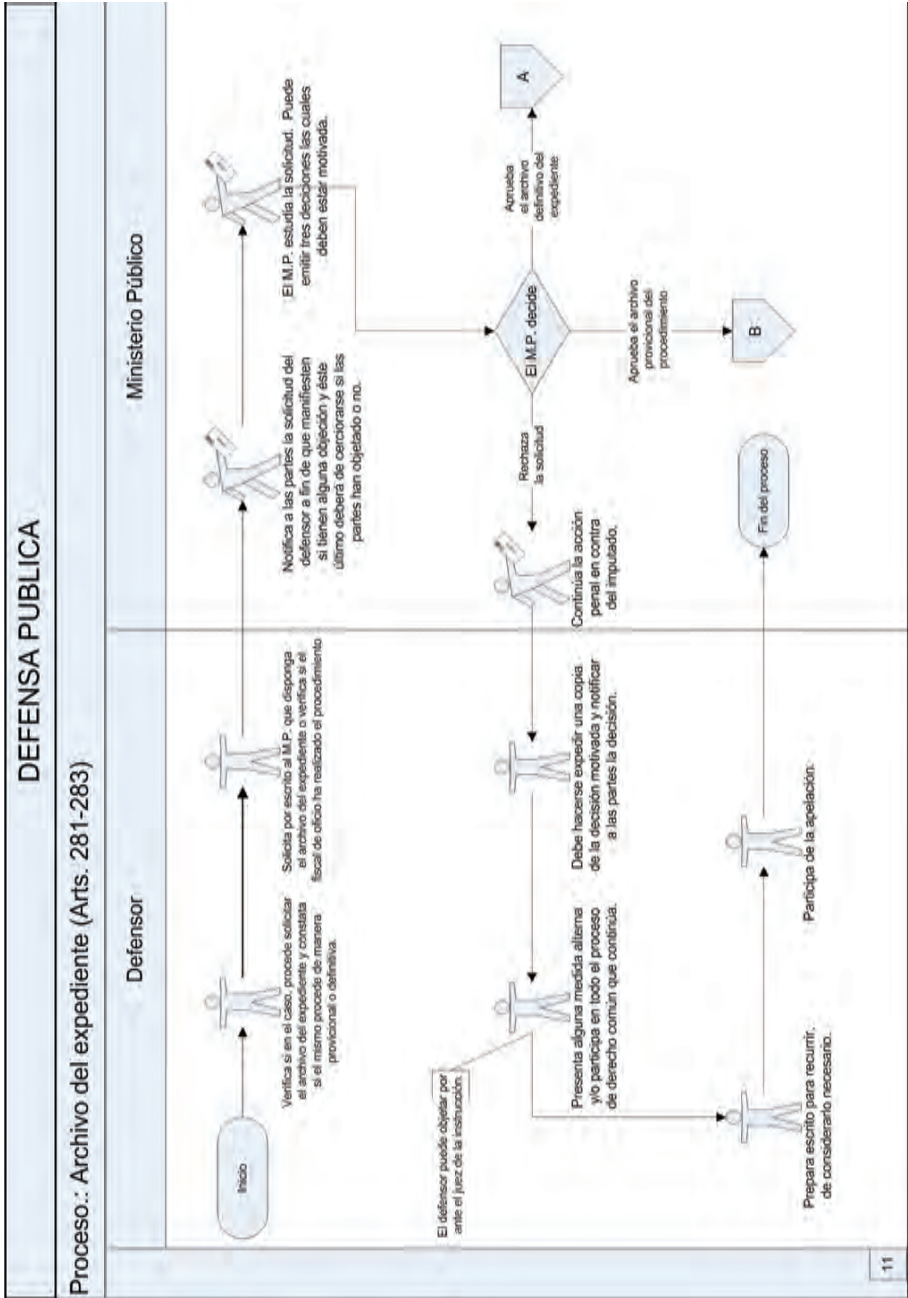 DEFENSA PUBLICA
Proceso.: Archivo del expediente (Arts. 281-283)
Defensor
Ministerio Público
Inicio
Verifica si en el caso, procede solicitar
el archivo del expediente y constata
si el mismo procede de manera
provicional o definitiva.
Solicita por escrito al M.P. que disponga
el archivo del expediente o verifica si el
fiscal de oficio ha realizado el procedimiento
Notifica a las partes la solicitud del
defensor a fin de que manifiesten
si tienen alguna objeción y éste
último deberá de cerciorarse si las
partes han objetado o no.
El M.P. estudia la solicitud. Puede
emitir tres decisiones las cuales
deben estar motivada.
El M.P. decide
Aprueba
el archivo
definitivo del
expediente
A
Aprueba el archivo
provicional del
procedimiento
B
Rechaza
la solicitud
Continúa la acción
penal en contra
del imputado.
Debe hacerse expedir una copia
de la decisión motivada y notificar
a las partes la decisión.
Presenta alguna medida alterna
y/o participa en todo el proceso
de derecho común que continúa.
El defensor puede objetar por
ante el juez de la instrucción.
Prepara escrito para recurrir,
de considerarlo necesario.
Participa de la apelación.
Fin del proceso
11